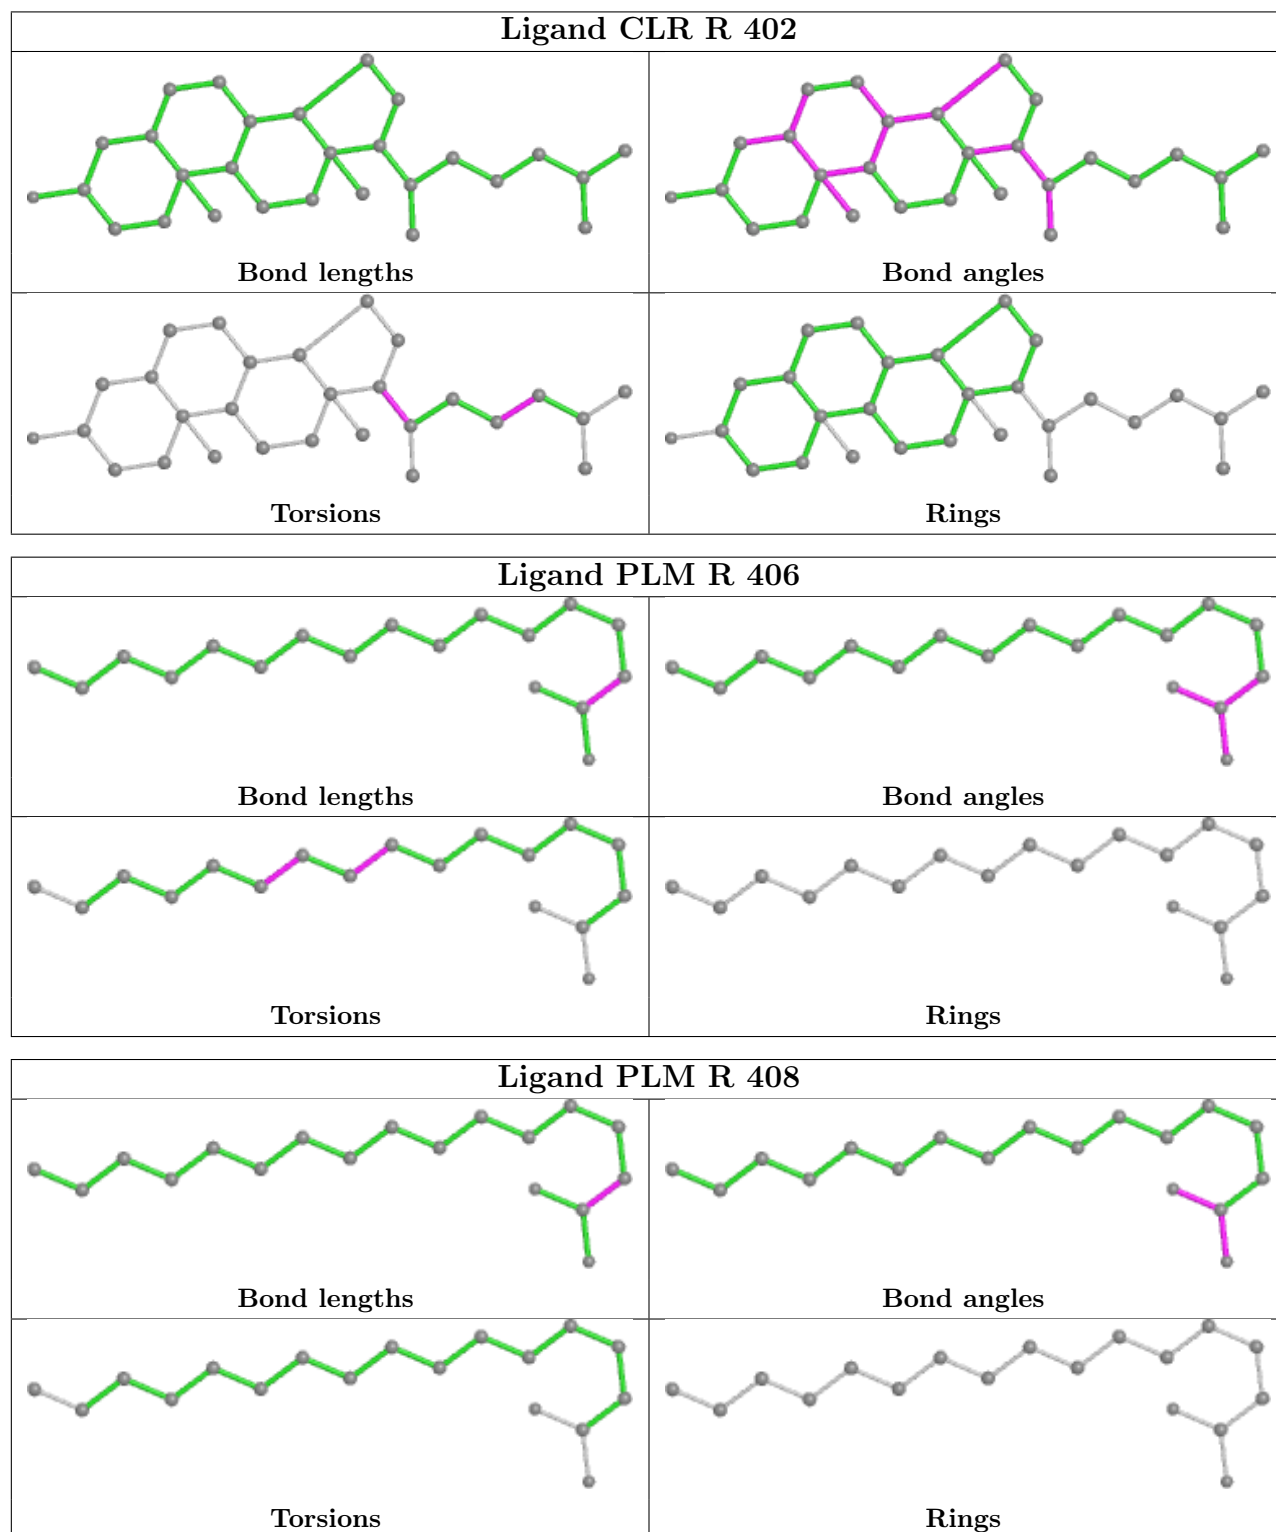 Ligand CLR R 402
Bond lengths
Bond angles
Torsions
Rings
Ligand PLM R 406
Bond lengths
Bond angles
Torsions
Rings
Ligand PLM R 408
Bond lengths
Bond angles
Torsions
Rings